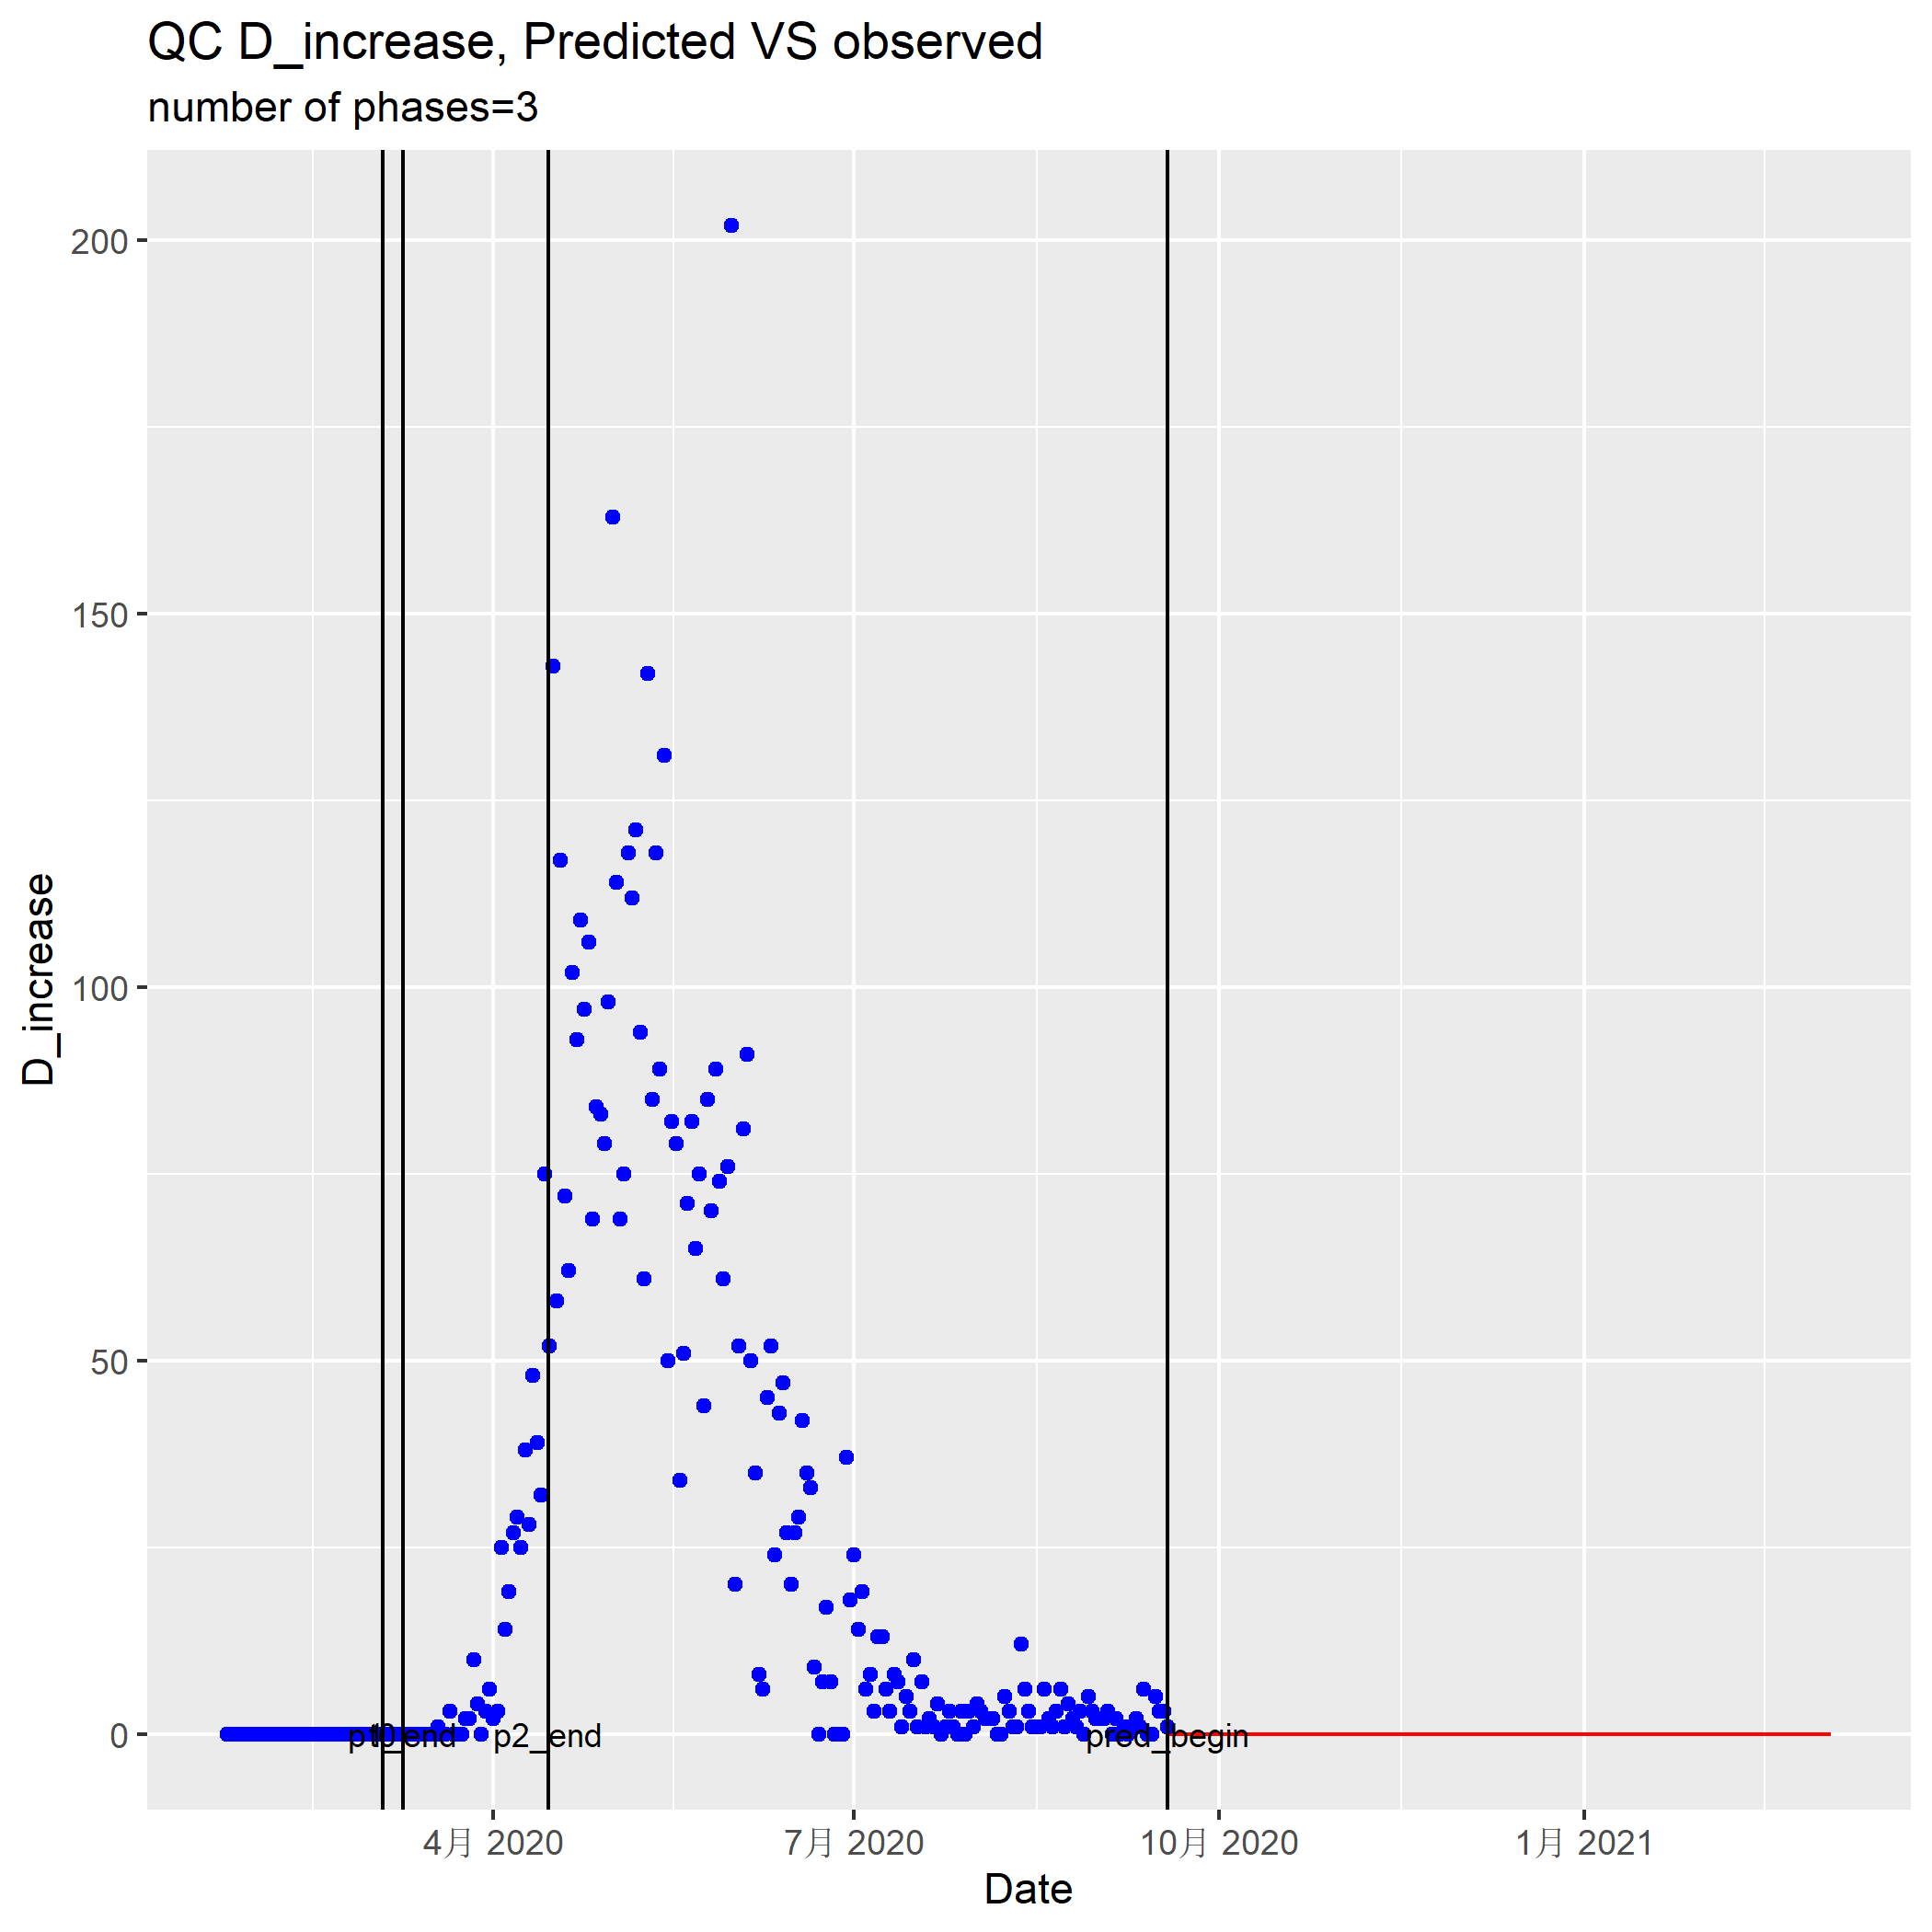 QC D_increase, Predicted VS observed
number of phases=3
200
150
100
50
0
D_increase
p2_end
pred_begin
4月 2020
7月 2020
10月 2020
1月 2021
Date